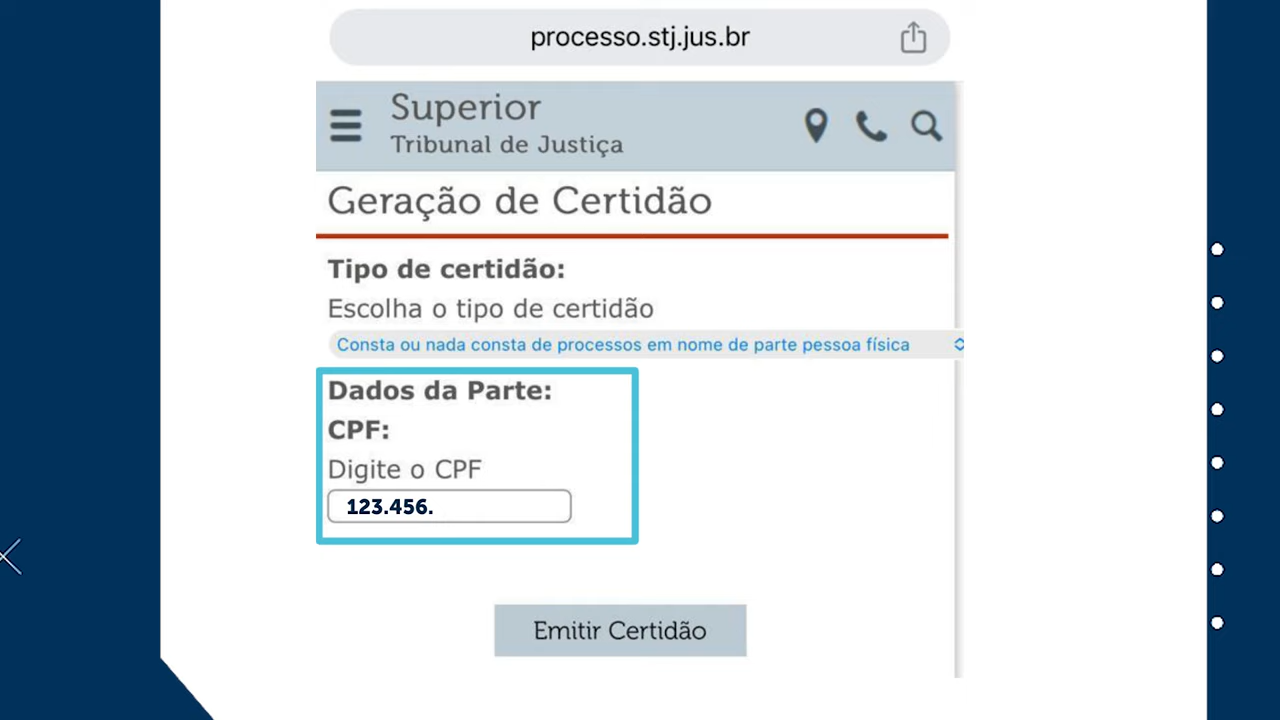 processo.stj.jus.br
Superior
Tribunal de Justiça
Geração de Certidão
Tipo de certidão:
Escolha o tipo de certidão
Consta ou nada consta de processos em nome de parte pessoa física
Dados da Parte:
CPF:
Digite o CPF
123.456.
Emitir Certidão